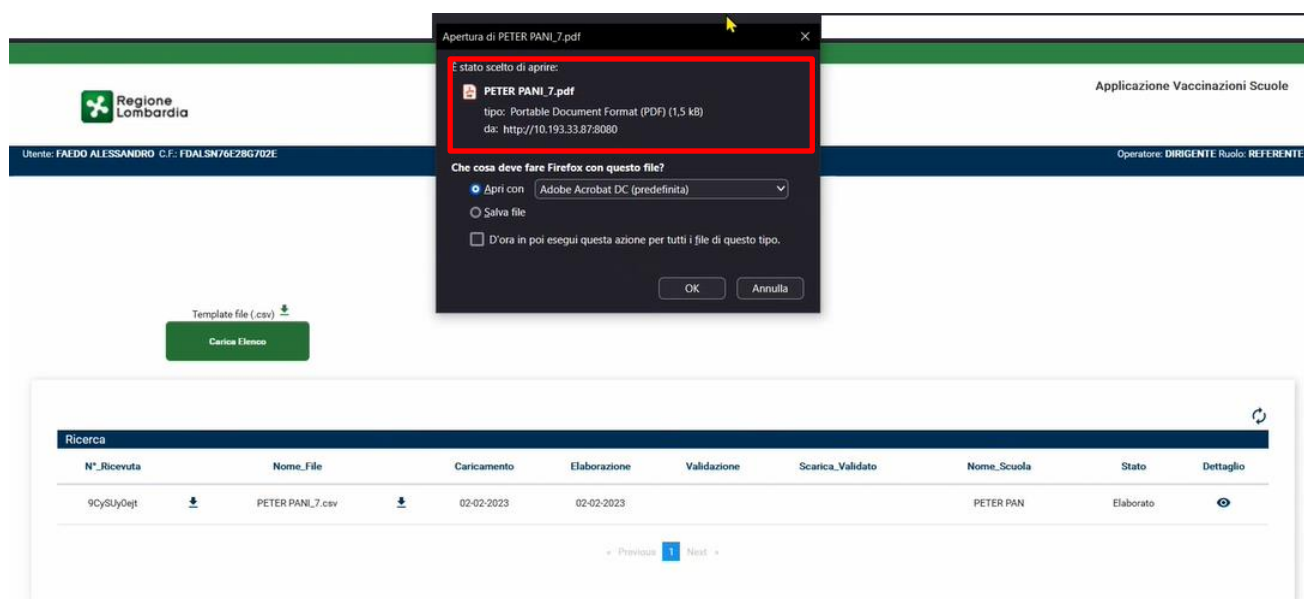 Apertura di PETER PANI_7.pdf
È stato scelto di aprire:
PETER PANI_7.pdf
tipo: Portable Document Format (PDF) (1,5 kB)
da: http://10.193.33.87:8080
Che cosa deve fare Firefox con questo file?
Apri con Adobe Acrobat DC (predefinita)
Salva file
D'ora in poi esegui questa azione per tutti i file di questo tipo.
OK Annulla
Regione
Lombardia
Applicazione Vaccinazioni Scuole
Utente: FAEDO ALESSANDRO C.F.: FDALSN76E28G702E
Operatore: DIRIGENTE Ruolo: REFERENTE
Template file (.csv)
Carica Elenco
Ricerca
N°_Ricevuta Nome_File Caricamento Elaborazione Validazione Scarica_Validato Nome_Scuola Stato Dettaglio
9CySUy0ejt PETER PANI_7.csv 02-02-2023 02-02-2023 PETER PAN Elaborato
« Previous 1 Next »